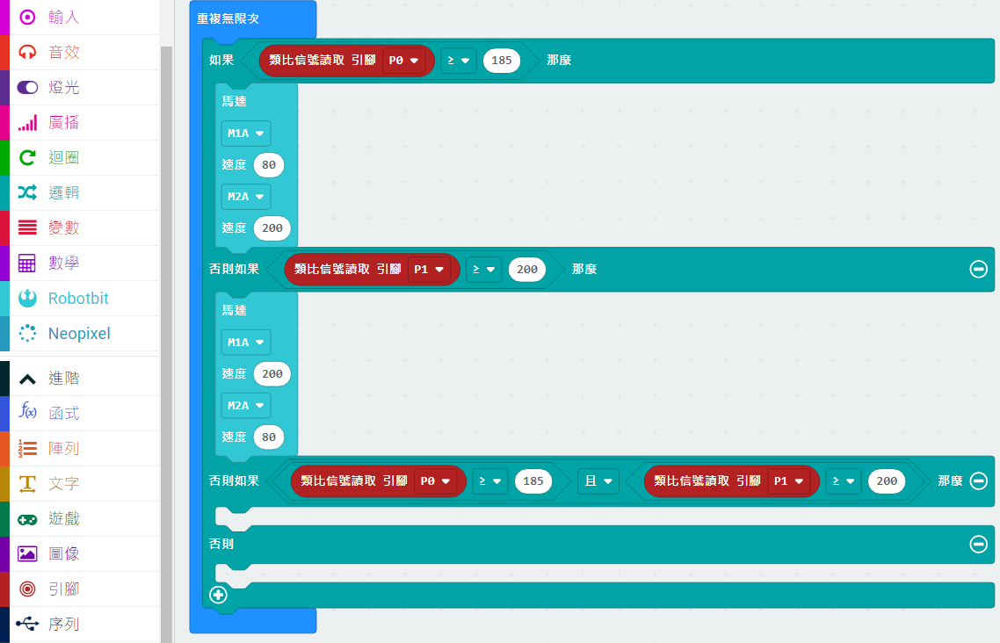 輸入
音效
燈光
廣播
迴圈
邏輯
變數
數學
Robotbit
Neopixel
進階
函式
陣列
文字
遊戲
圖像
引腳
序列
重複無限次
如果 類比信號讀取 引腳 P0 ≥ 185 那麼
馬達
M1A
速度 80
M2A
速度 200
否則如果 類比信號讀取 引腳 P1 ≥ 200 那麼
馬達
M1A
速度 200
M2A
速度 80
否則如果 類比信號讀取 引腳 P0 ≥ 185 且 類比信號讀取 引腳 P1 ≥ 200 那麼
否則